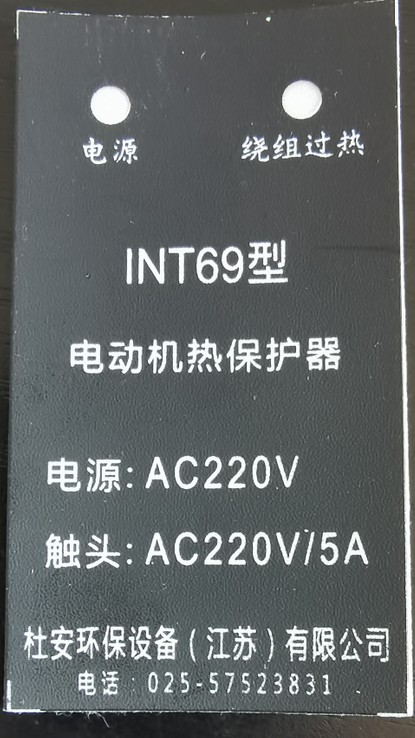 电源 绕组过热
INT69型
电动机热保护器
电源: AC220V
触头: AC220V/5A
杜安环保设备(江苏)有限公司
电话:025-57523831